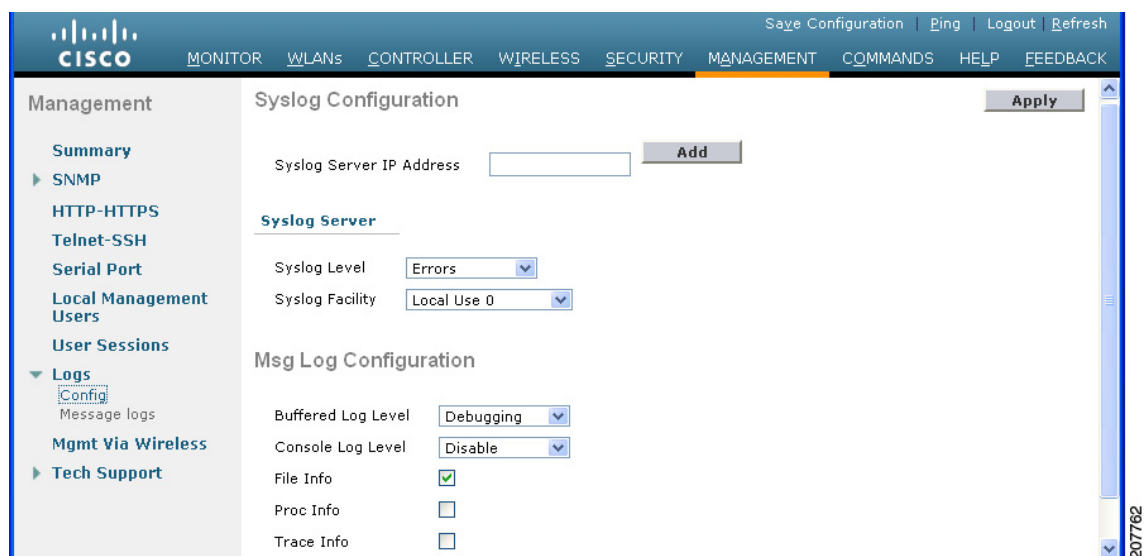 Save Configuration | Ping | Logout | Refresh
CISCO
MONITOR WLANs CONTROLLER WIRELESS SECURITY MANAGEMENT COMMANDS HELP FEEDBACK
Management
Summary
SNMP
HTTP-HTTPS
Telnet-SSH
Serial Port
Local Management
Users
User Sessions
Logs
Config
Message logs
Mgmt Via Wireless
Tech Support
Syslog Configuration
Apply
Syslog Server IP Address
Add
Syslog Server
Syslog Level Errors
Syslog Facility Local Use 0
Msg Log Configuration
Buffered Log Level Debugging
Console Log Level Disable
File Info
Proc Info
Trace Info
207762